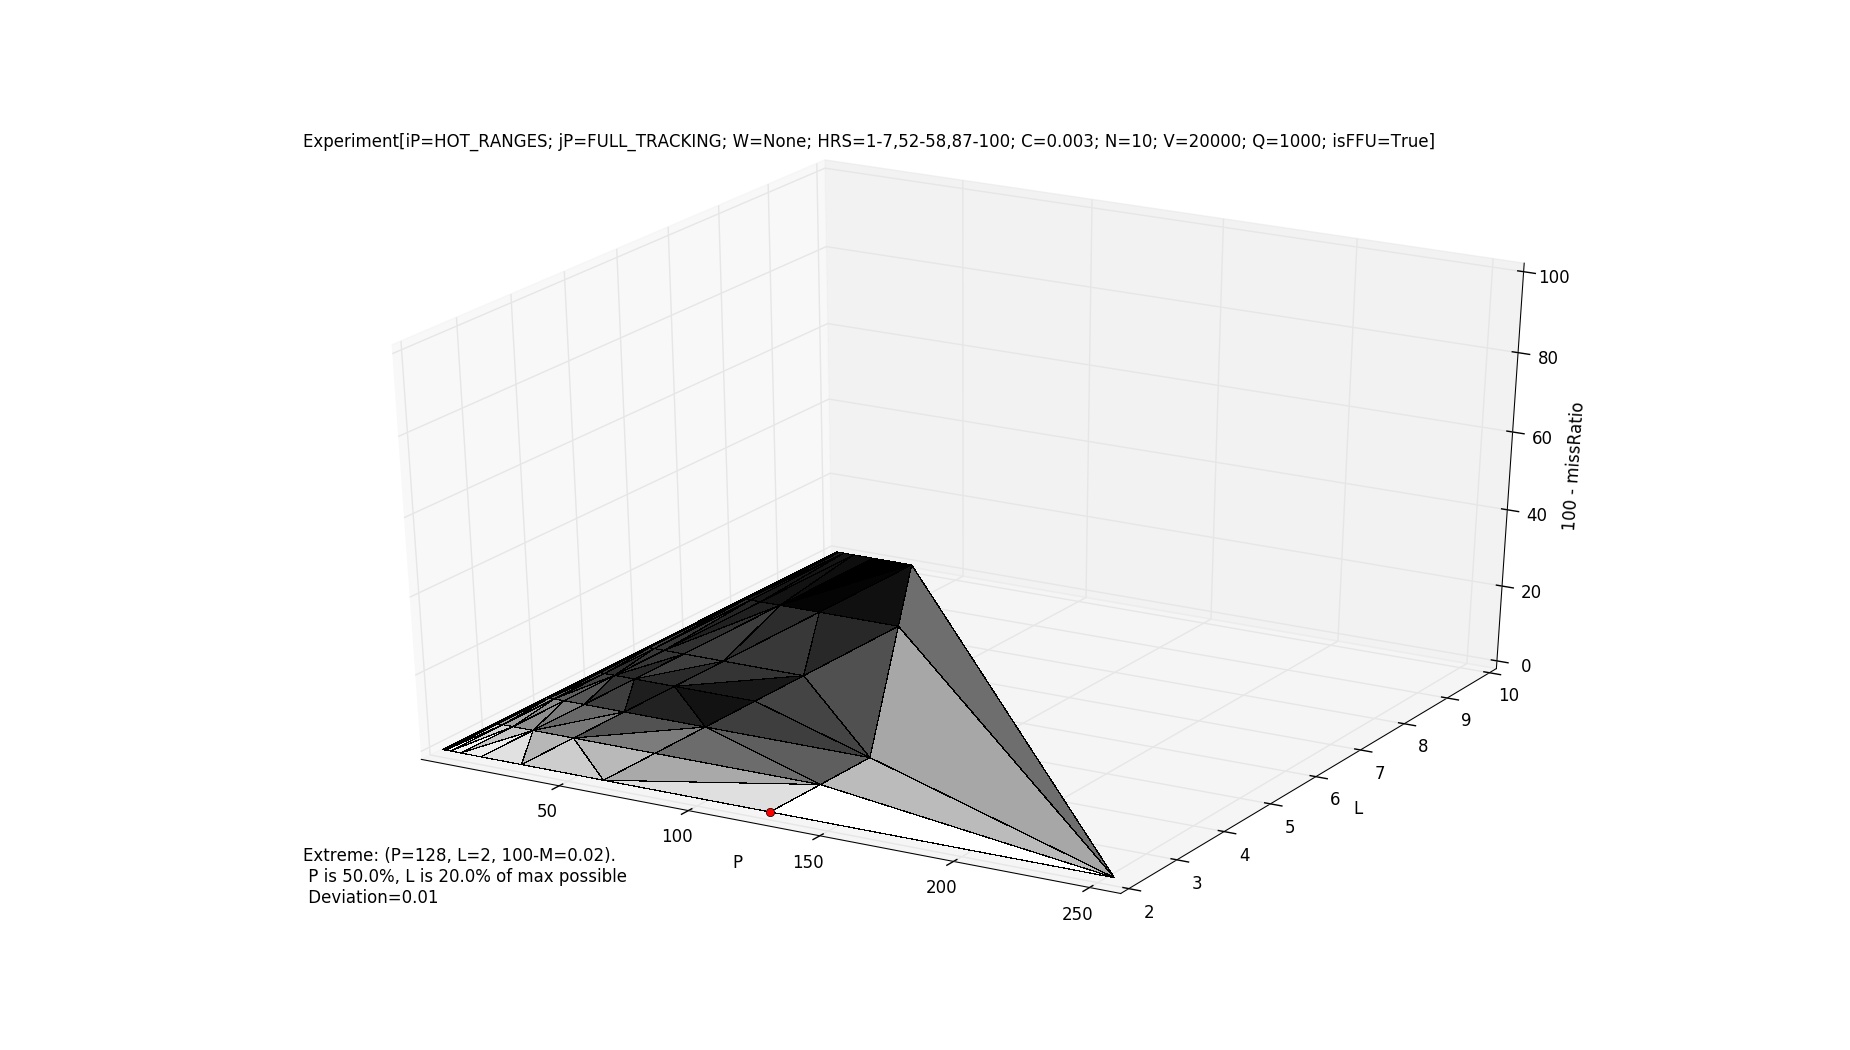 Experiment[iP=HOT_RANGES; jP=FULL_TRACKING; W=None; HRS=1-7,52-58,87-100; C=0.003; N=10; V=20000; Q=1000; isFFU=True]
100
80
60
40
20
0
100 - missRatio
10
9
8
7
6
5
4
3
2
L
50
100
150
200
250
P
Extreme: (P=128, L=2, 100-M=0.02).
P is 50.0%, L is 20.0% of max possible
Deviation=0.01